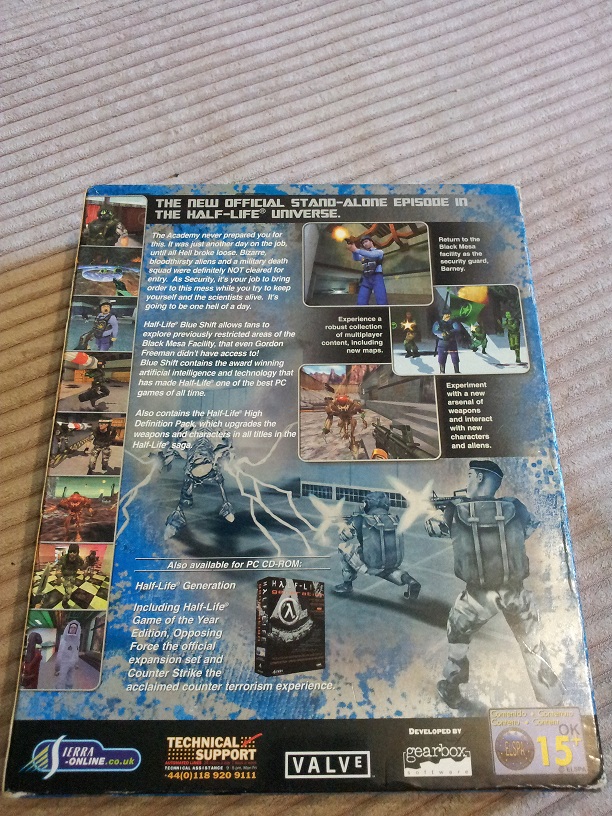 THE NEW OFFICIAL STAND-ALONE EPISODE IN
THE HALF-LIFE® UNIVERSE.
The Academy never prepared you for
this. It was just another day on the job,
until all Hell broke loose. Bizarre,
bloodthirsty aliens and a military death
squad were definitely NOT cleared for
entry. As Security, it's your job to bring
order to this mess while you try to keep
yourself and the scientists alive. It's
going to be one hell of a day.
Half-Life® Blue Shift allows fans to
explore previously restricted areas of the
Black Mesa Facility, that even Gordon
Freeman didn't have access to!
Blue Shift contains the award winning
artificial intelligence and technology that
has made Half-Life® one of the best PC
games of all time.
Also contains the Half-Life® High
Definition Pack, which upgrades the
weapons and characters in all titles in the
Half-Life® saga.
Return to the
Black Mesa
facility as the
security guard,
Barney.
Experience a
robust collection
of multiplayer
content, including
new maps.
Experiment
with a new
arsenal of
weapons
and interact
with new
characters
and aliens.
Also available for PC CD-ROM:
Half-Life® Generation
Including Half-Life®
Game of the Year
Edition, Opposing
Force the official
expansion set and
Counter Strike the
acclaimed counter terrorism experience.
HALF-LIFE
SIERRA
-ONLINE.co.uk
TECHNICAL
SUPPORT
TECHNICAL ASSISTANCE
+44(0)118 920 9111
VALVE
DEVELOPED BY
gearbox
software
ELSPA
OK
15+
© ELSPA